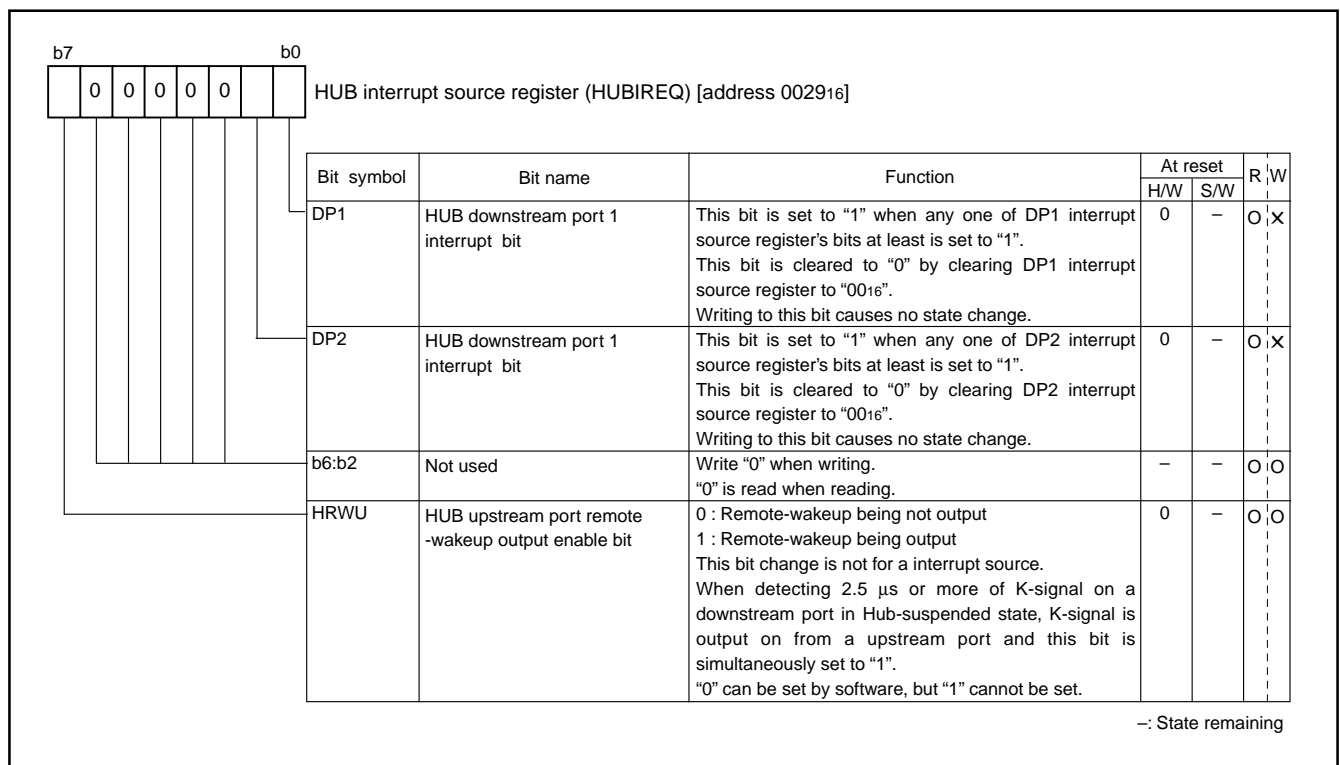 b7 b0
0 0 0 0 0
HUB interrupt source register (HUBIREQ) [address 002916]
Bit symbol Bit name Function At reset R W
H/W S/W
DP1 HUB downstream port 1 This bit is set to “1” when any one of DP1 interrupt 0 – O ×
interrupt bit source register’s bits at least is set to “1”.
This bit is cleared to “0” by clearing DP1 interrupt
source register to “0016”.
Writing to this bit causes no state change.
DP2 HUB downstream port 1 This bit is set to “1” when any one of DP2 interrupt 0 – O ×
interrupt bit source register’s bits at least is set to “1”.
This bit is cleared to “0” by clearing DP2 interrupt
source register to “0016”.
Writing to this bit causes no state change.
b6:b2 Not used Write “0” when writing. – – O O
“0” is read when reading.
HRWU HUB upstream port remote 0 : Remote-wakeup being not output 0 – O O
-wakeup output enable bit 1 : Remote-wakeup being output
This bit change is not for a interrupt source.
When detecting 2.5 μs or more of K-signal on a
downstream port in Hub-suspended state, K-signal is
output on from a upstream port and this bit is
simultaneously set to “1”.
“0” can be set by software, but “1” cannot be set.
–: State remaining